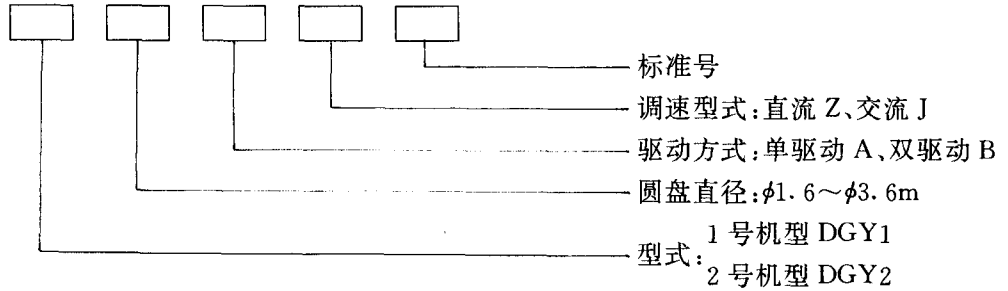 标准号
调速型式:直流 Z、交流 J
驱动方式:单驱动 A、双驱动 B
圆盘直径:ϕ1.6～ϕ3.6m
型式:1 号机型 DGY1
2 号机型 DGY2